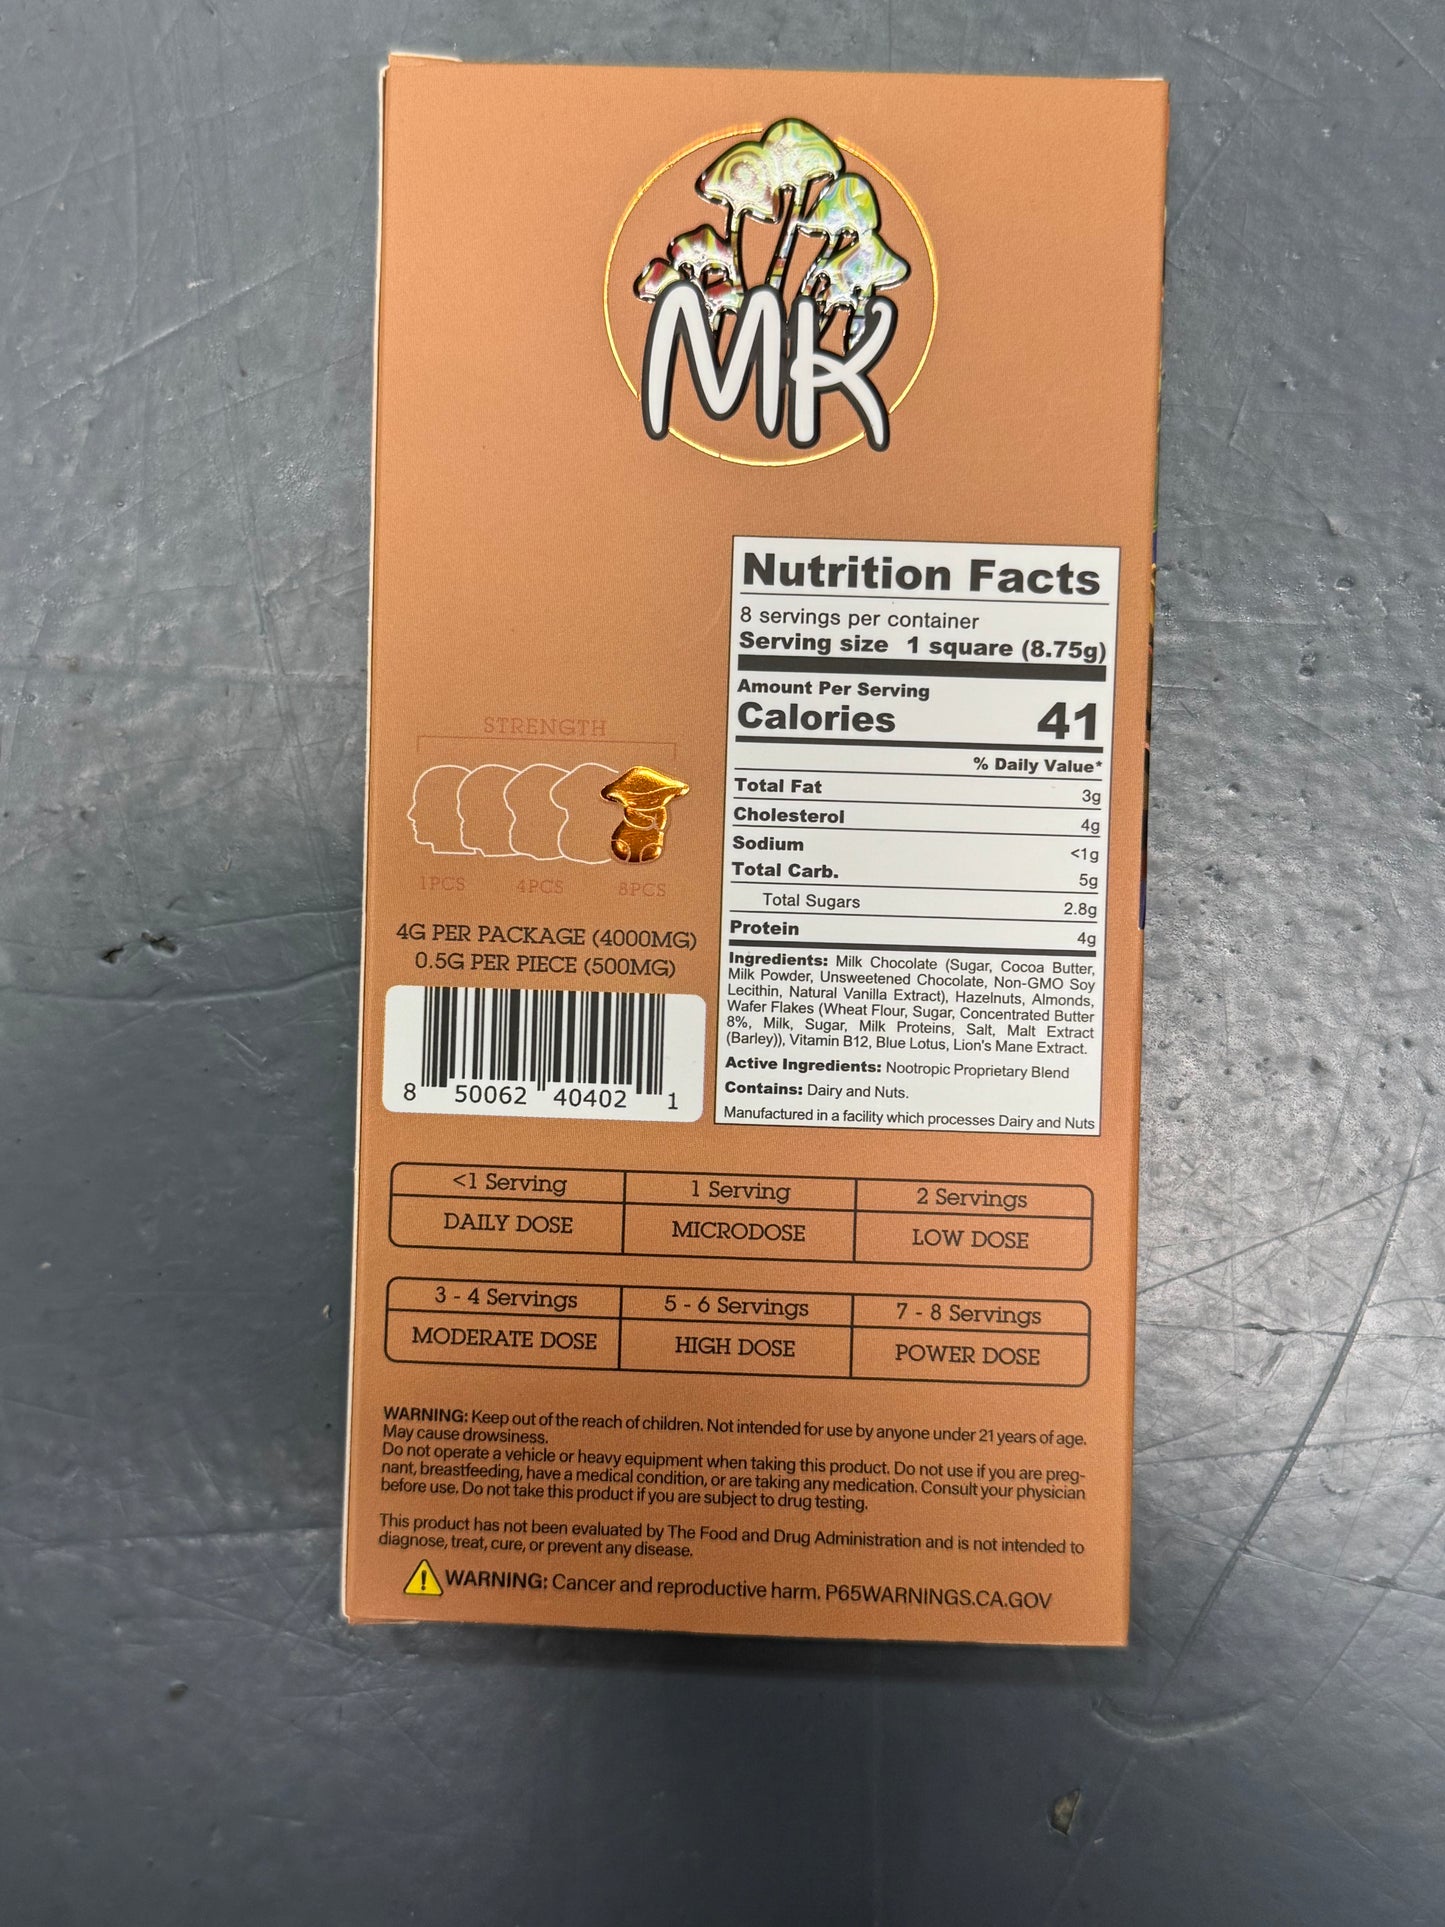 MK
Nutrition Facts
8 servings per container
Serving size 1 square (8.75g)
Amount Per Serving
Calories 41
% Daily Value*
Total Fat 3g
Cholesterol 4g
Sodium <1g
Total Carb. 5g
Total Sugars 2.8g
Protein 4g
Ingredients: Milk Chocolate (Sugar, Cocoa Butter,
Milk Powder, Unsweetened Chocolate, Non-GMO Soy
Lecithin, Natural Vanilla Extract), Hazelnuts, Almonds,
Wafer Flakes (Wheat Flour, Sugar, Concentrated Butter
8%, Milk, Sugar, Milk Proteins, Salt, Malt Extract
(Barley)), Vitamin B12, Blue Lotus, Lion's Mane Extract.
Active Ingredients: Nootropic Proprietary Blend
Contains: Dairy and Nuts.
Manufactured in a facility which processes Dairy and Nuts
STRENGTH
1PCS 4PCS 8PCS
4G PER PACKAGE (4000MG)
0.5G PER PIECE (500MG)
8 50062 40402 1
<1 Serving 1 Serving 2 Servings
DAILY DOSE MICRODOSE LOW DOSE
3 - 4 Servings 5 - 6 Servings 7 - 8 Servings
MODERATE DOSE HIGH DOSE POWER DOSE
WARNING: Keep out of the reach of children. Not intended for use by anyone under 21 years of age.
May cause drowsiness.
Do not operate a vehicle or heavy equipment when taking this product. Do not use if you are preg-
nant, breastfeeding, have a medical condition, or are taking any medication. Consult your physician
before use. Do not take this product if you are subject to drug testing.
This product has not been evaluated by The Food and Drug Administration and is not intended to
diagnose, treat, cure, or prevent any disease.
WARNING: Cancer and reproductive harm. P65WARNINGS.CA.GOV